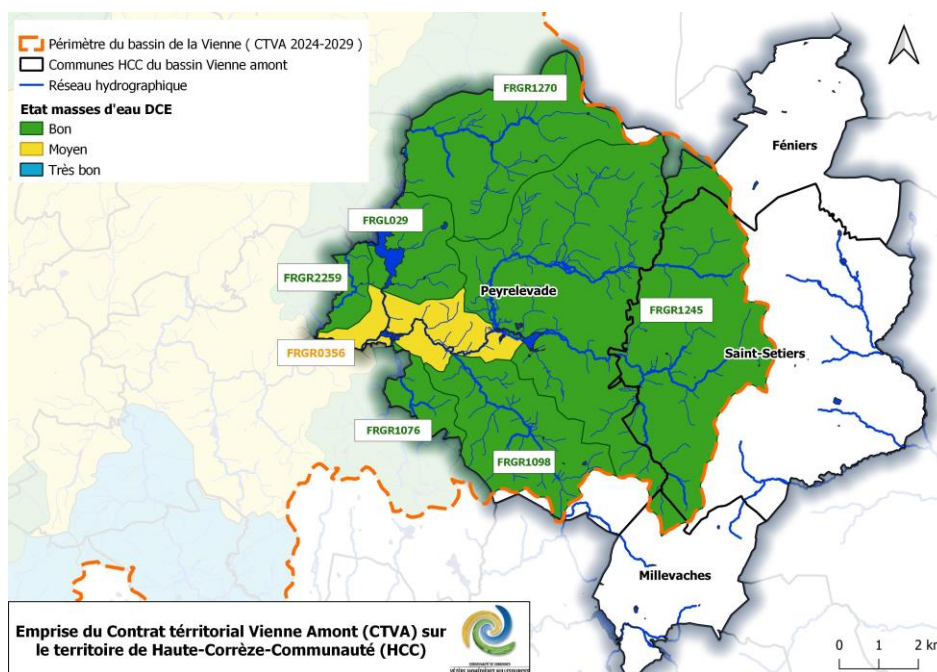 Périmètre du bassin de la Vienne ( CTVA 2024-2029 )
Communes HCC du bassin Vienne amont
Réseau hydrographique
Etat masses d'eau DCE
Bon
Moyen
Très bon
FRGR1270
Féniers
FRGL029
FRGR2259
Peyrelevade
FRGR1245
FRGR0356
Saint-Setiers
FRGR1076
FRGR1098
Millevaches
Emprise du Contrat térritorial Vienne Amont (CTVA) sur
le territoire de Haute-Corrèze-Communauté (HCC)
0 1 2 km